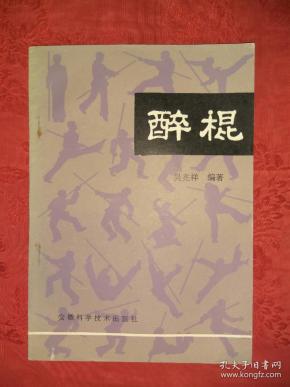 醉棍
吴兆祥 编著
安徽科学技术出版社
孔夫子旧书网